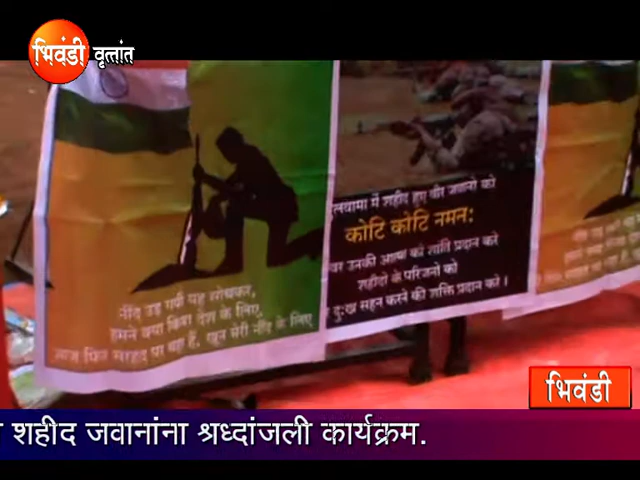 भिवंडी वृत्तांत
में शहीद हुए वीर जवानो को
कोटि कोटि नमन:
उनकी आत्मा को शांति प्रदान करे
शहीदो के परिजनो को
दुःख सहन करने की शक्ति प्रदान करे ।
नींद उड़ गयी यह सोचकर,
हमने क्या किया देश के लिए,
आज फिर सरहद पर बहा हैं, खून मेरी नींद के लिए
भिवंडी
शहीद जवानांना श्रध्दांजली कार्यक्रम.